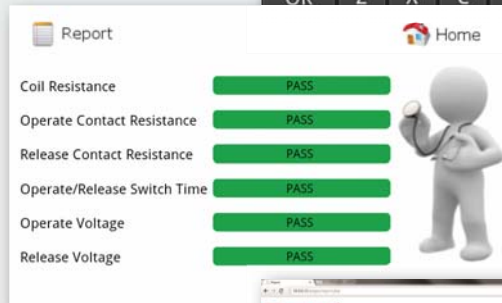 Report
Home
Coil Resistance PASS
Operate Contact Resistance PASS
Release Contact Resistance PASS
Operate/Release Switch Time PASS
Operate Voltage PASS
Release Voltage PASS